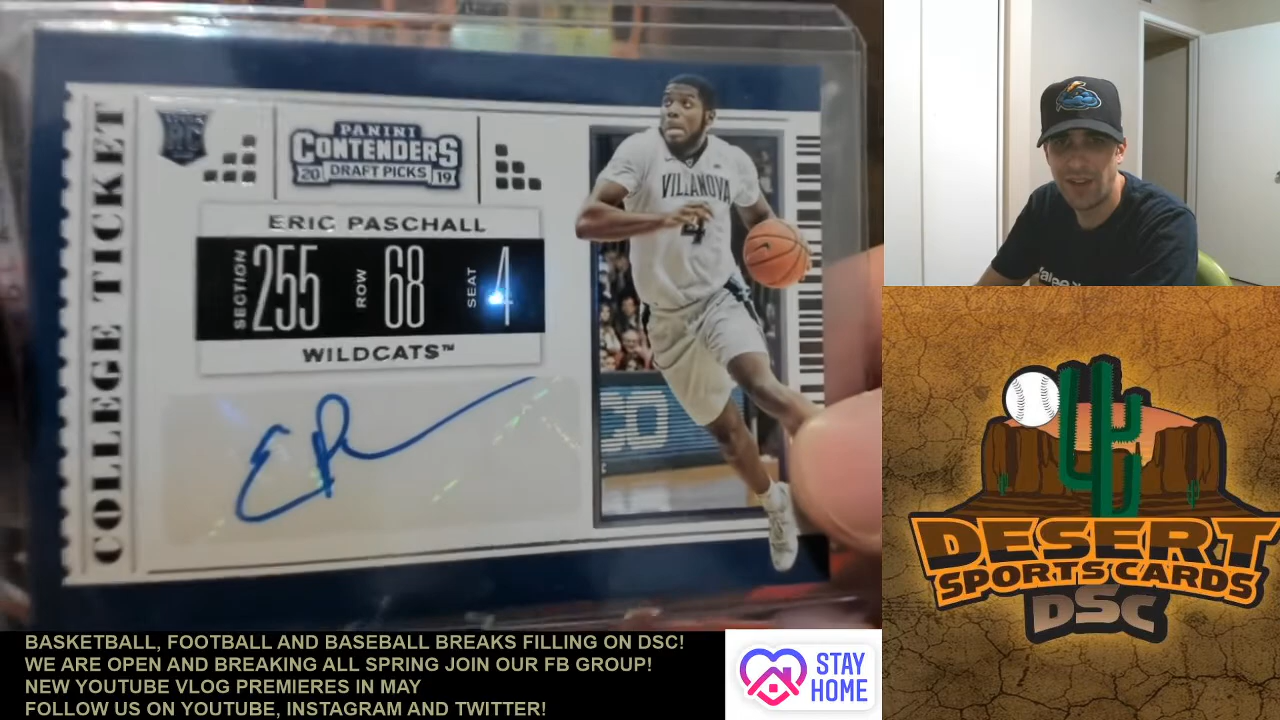 COLLEGE TICKET
RC
PANINI
CONTENDERS
20 DRAFT PICKS 19
ERIC PASCHALL
SECTION 255 ROW 68 SEAT 4
WILDCATS™
VILLANOVA
4
CO
DESERT
SPORTS CARDS
DSC
BASKETBALL, FOOTBALL AND BASEBALL BREAKS FILLING ON DSC!
WE ARE OPEN AND BREAKING ALL SPRING JOIN OUR FB GROUP!
NEW YOUTUBE VLOG PREMIERES IN MAY
FOLLOW US ON YOUTUBE, INSTAGRAM AND TWITTER!
STAY
HOME